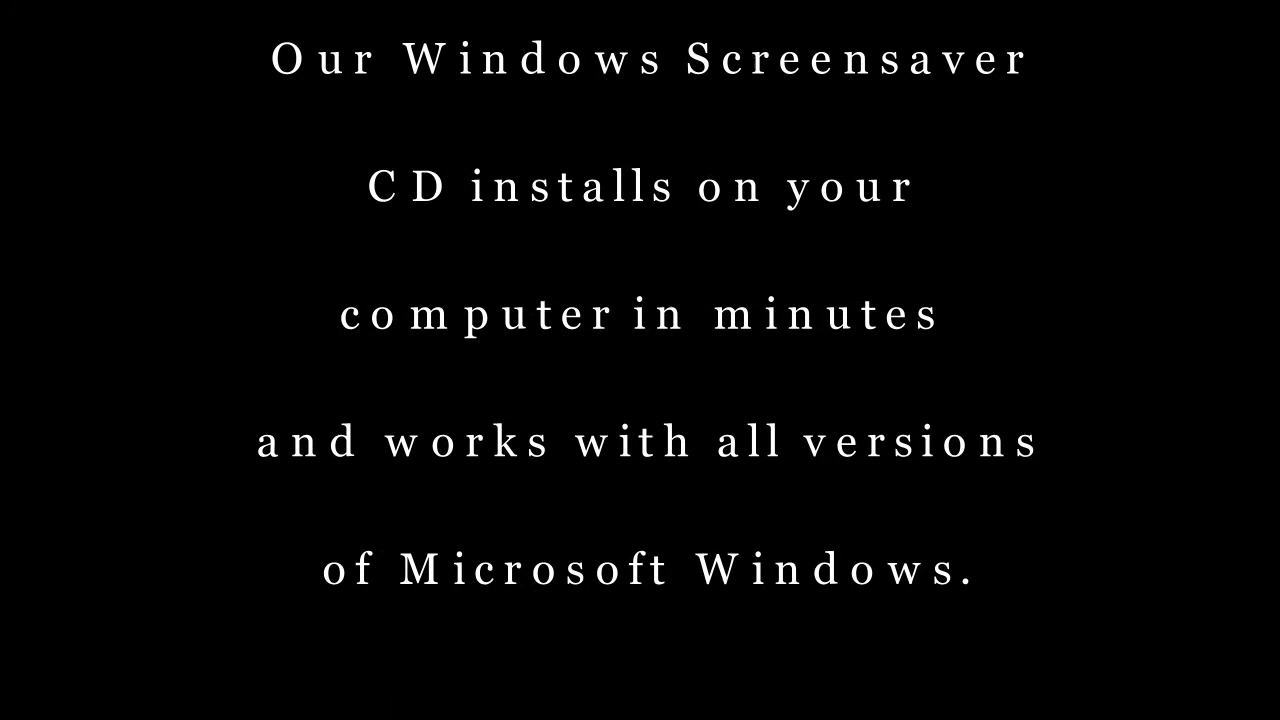 Our Windows Screensaver
CD installs on your
computer in minutes
and works with all versions
of Microsoft Windows.